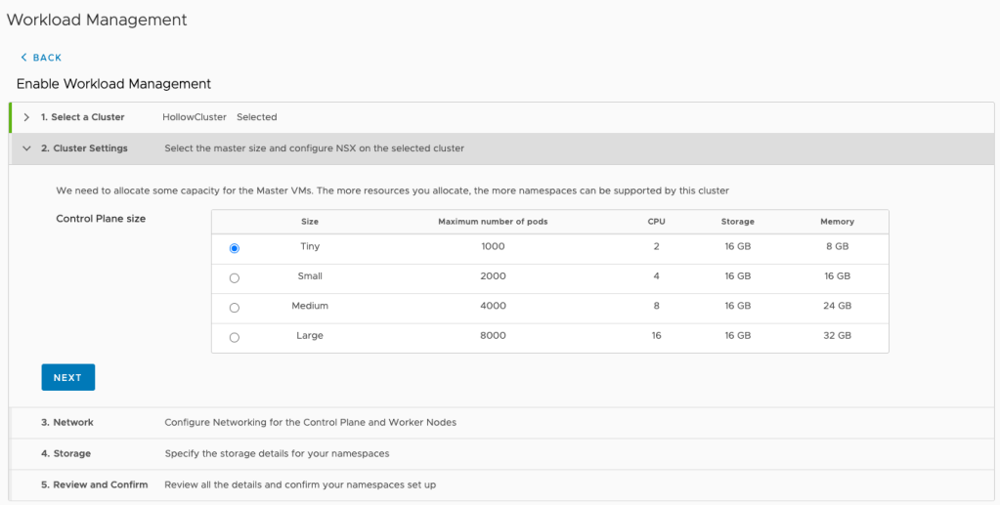 Workload Management
BACK
Enable Workload Management
1. Select a Cluster HollowCluster Selected
2. Cluster Settings Select the master size and configure NSX on the selected cluster
We need to allocate some capacity for the Master VMs. The more resources you allocate, the more namespaces can be supported by this cluster
Control Plane size
Size Maximum number of pods CPU Storage Memory
Tiny 1000 2 16 GB 8 GB
Small 2000 4 16 GB 16 GB
Medium 4000 8 16 GB 24 GB
Large 8000 16 16 GB 32 GB
NEXT
3. Network Configure Networking for the Control Plane and Worker Nodes
4. Storage Specify the storage details for your namespaces
5. Review and Confirm Review all the details and confirm your namespaces set up